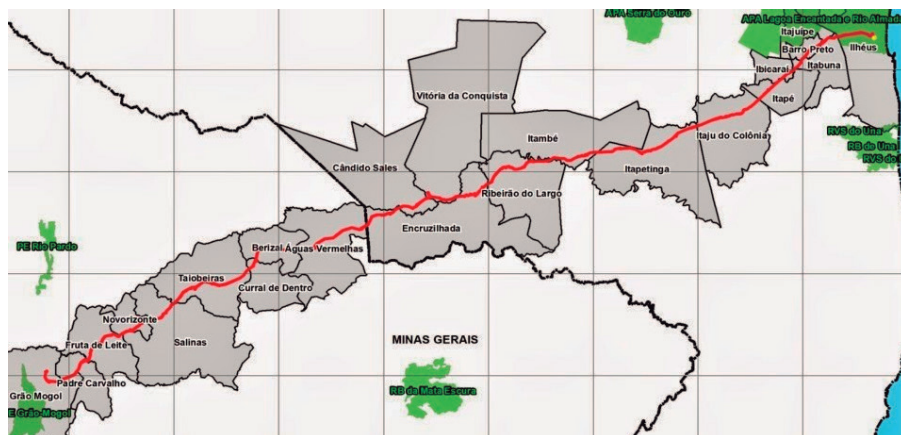 APA Serra do Ouro
APA Lagoa Encantada e Rio Almada
Itajuípe
Barro Preto
Ilhéus
Ibicaraí
Itabuna
Vitória da Conquista
Itapé
Itambé
Itaju do Colônia
RVS do Una
RB de Una
Cândido Sales
Itapetinga
Ribeirão do Largo
Encruzilhada
PE Rio Pardo
Berizal
Águas Vermelhas
Taiobeiras
Curral de Dentro
Novorizonte
Fruta de Leite
Salinas
MINAS GERAIS
Padre Carvalho
RB da Mata Escura
Grão Mogol
E Grão Mogol